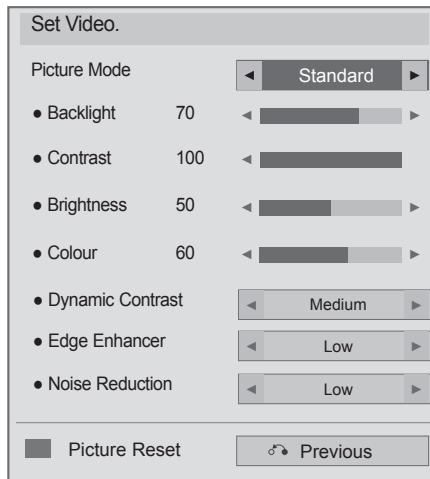 Set Video.
Picture Mode ◄ Standard ►
● Backlight 70 ◄ ►
● Contrast 100 ◄
● Brightness 50 ◄ ►
● Colour 60 ◄ ►
● Dynamic Contrast ◄ Medium ►
● Edge Enhancer ◄ Low ►
● Noise Reduction ◄ Low ►
Picture Reset Previous